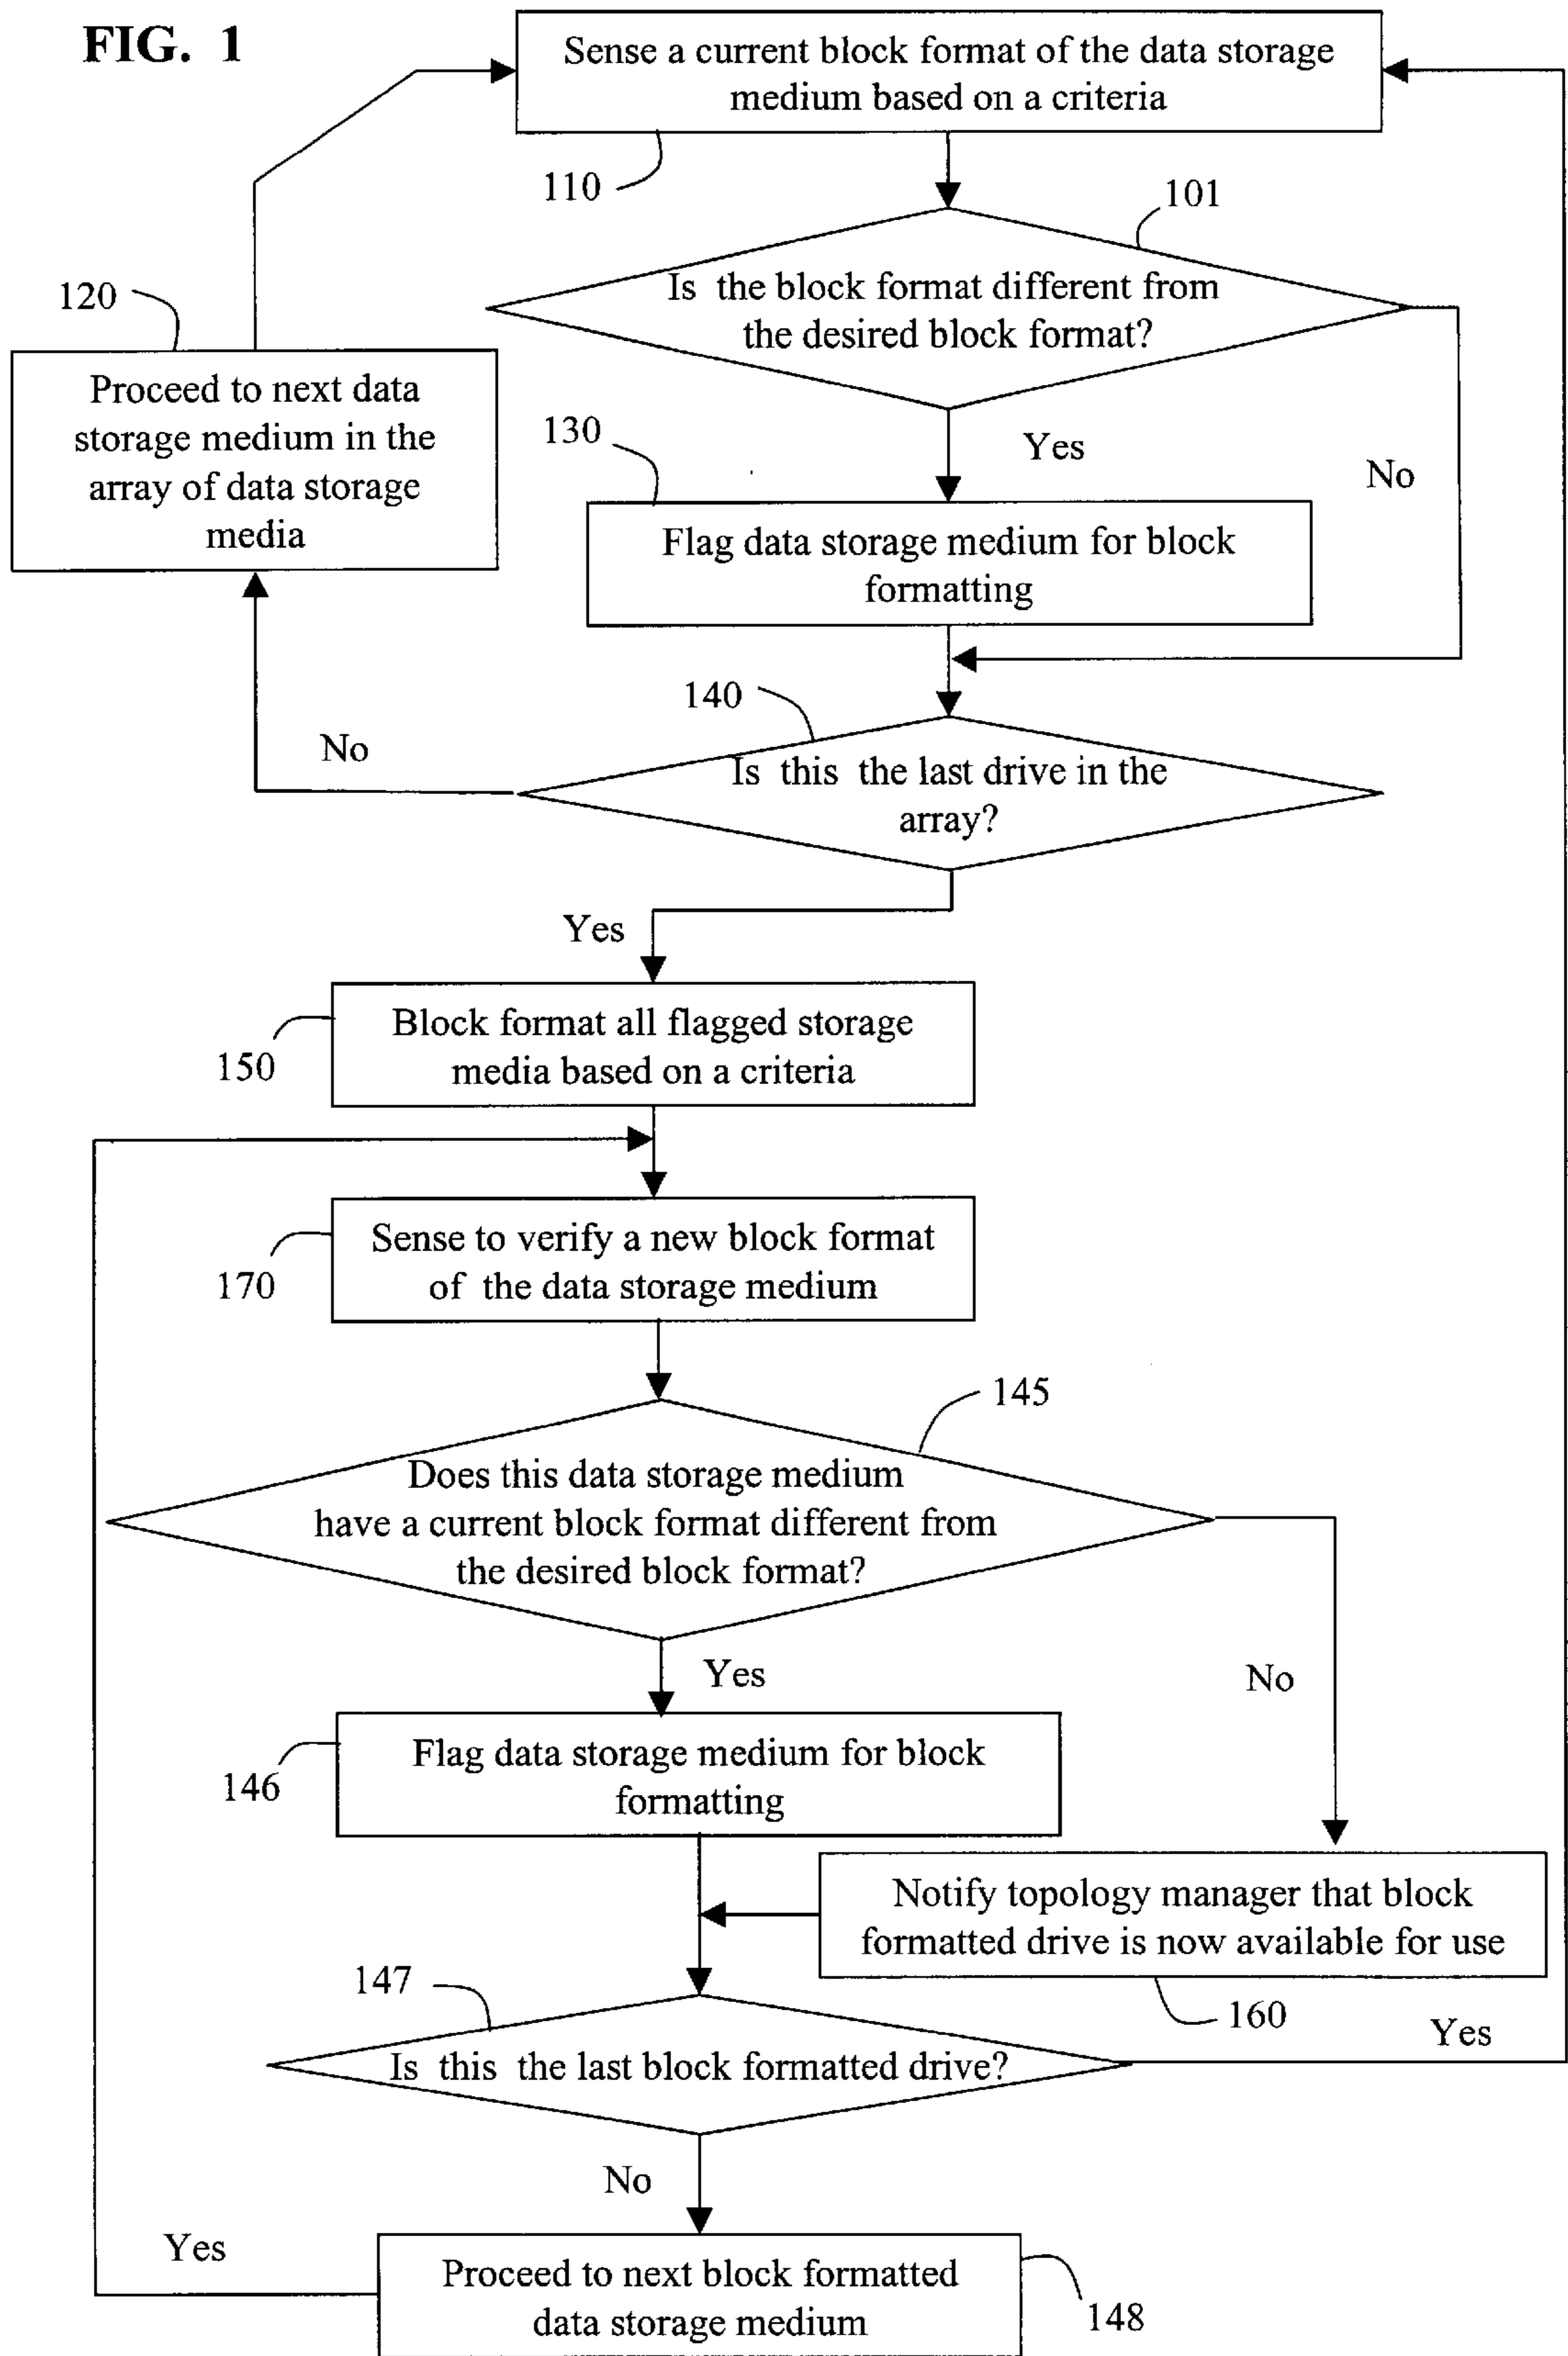 FIG. 1
Sense a current block format of the data storage
medium based on a criteria
110
101
Is the block format different from
the desired block format?
120
Proceed to next data
storage medium in the
array of data storage
media
130
Yes
No
Flag data storage medium for block
formatting
140
No
Is this the last drive in the
array?
Yes
Block format all flagged storage
media based on a criteria
150
Sense to verify a new block format
of the data storage medium
170
145
Does this data storage medium
have a current block format different from
the desired block format?
Yes
No
Flag data storage medium for block
formatting
146
Notify topology manager that block
formatted drive is now available for use
147
160
Yes
Is this the last block formatted drive?
No
Yes
Proceed to next block formatted
data storage medium
148